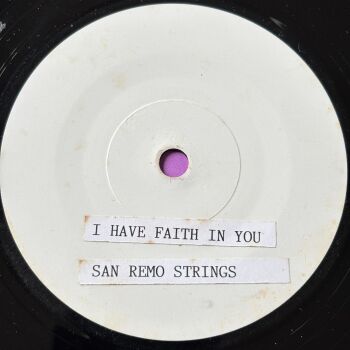 I HAVE FAITH IN YOU
SAN REMO STRINGS